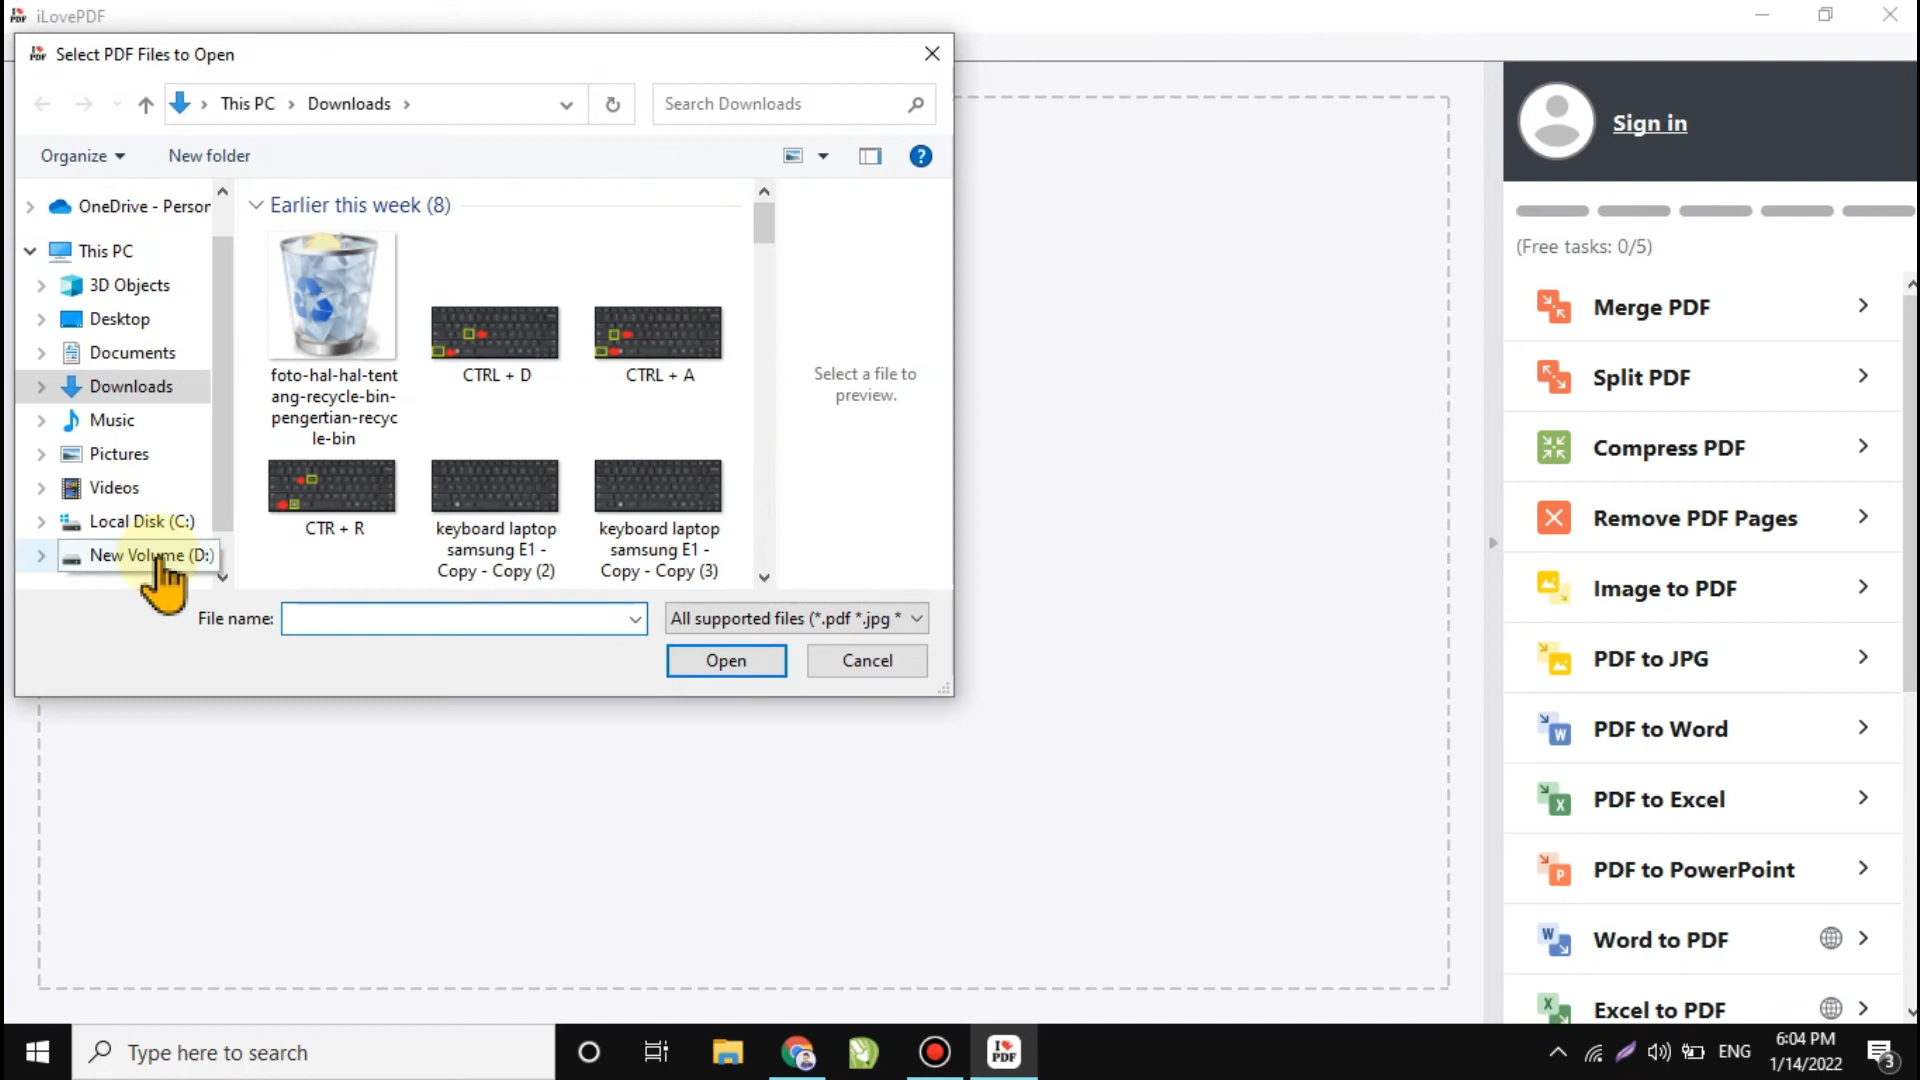 iLovePDF
Select PDF Files to Open
This PC
Downloads
Search Downloads
Organize
New folder
OneDrive - Person
This PC
3D Objects
Desktop
Documents
Downloads
Music
Pictures
Videos
Local Disk (C:)
New Volume (D:)
Earlier this week (8)
foto-hal-hal-tent
ang-recycle-bin-
pengertian-recyc
le-bin
CTRL + D
CTRL + A
CTR + R
keyboard laptop
samsung E1 -
Copy - Copy (2)
keyboard laptop
samsung E1 -
Copy - Copy (3)
Select a file to
preview.
File name:
All supported files (*.pdf *.jpg *
Open
Cancel
Sign in
(Free tasks: 0/5)
Merge PDF
Split PDF
Compress PDF
Remove PDF Pages
Image to PDF
PDF to JPG
PDF to Word
PDF to Excel
PDF to PowerPoint
Word to PDF
Excel to PDF
Type here to search
I PDF
ENG
6:04 PM
1/14/2022
3